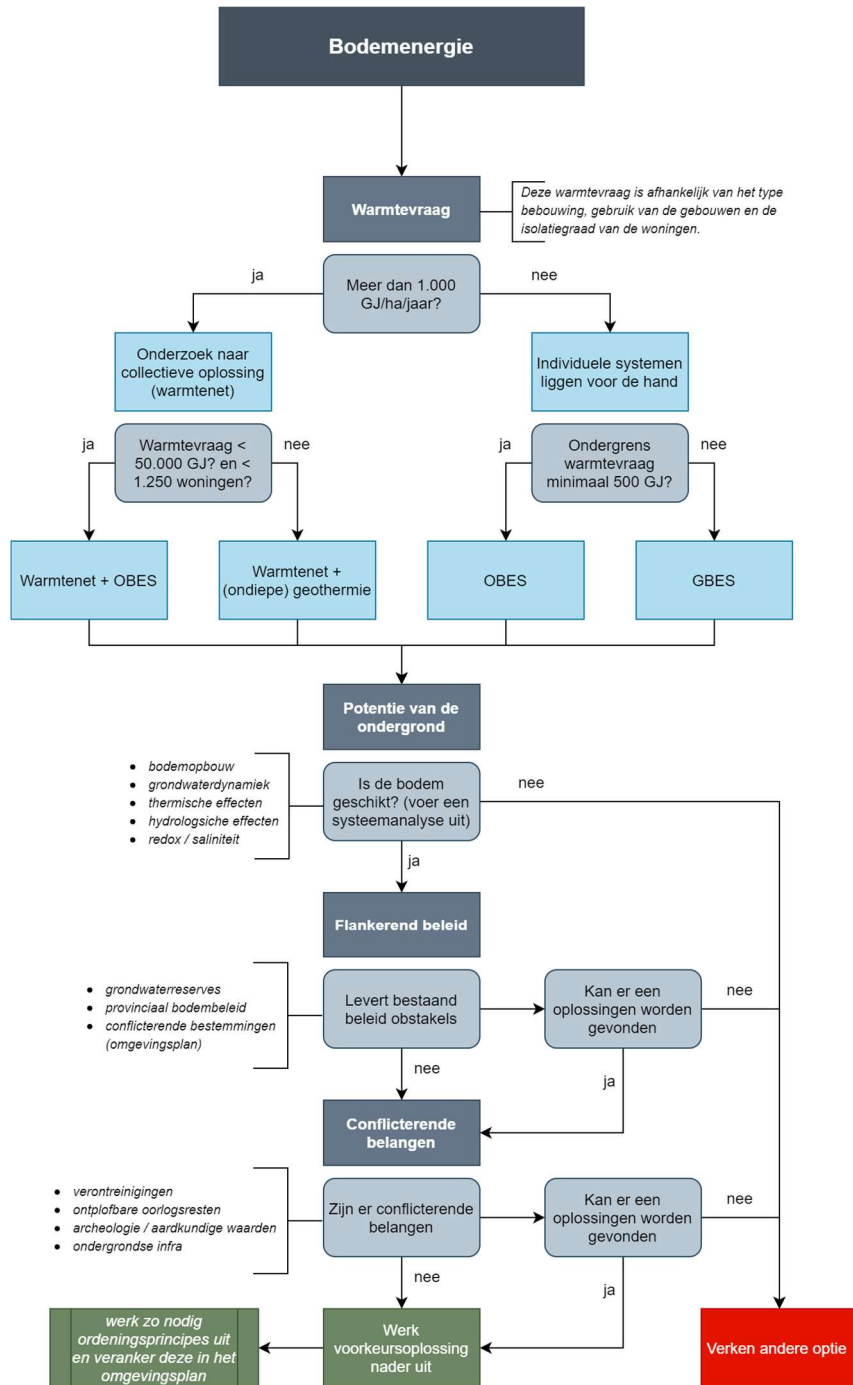 Bodemenergie
Warmtevraag
Deze warmtevraag is afhankelijk van het type
bebouwing, gebruik van de gebouwen en de
isolatiegraad van de woningen.
ja
Meer dan 1.000
GJ/ha/jaar?
nee
Onderzoek naar
collectieve oplossing
(warmtenet)
Individuele systemen
liggen voor de hand
ja
Warmtevraag <
50.000 GJ? en <
1.250 woningen?
nee
ja
Ondergrens
warmtevraag
minimaal 500 GJ?
nee
Warmtenet + OBES
Warmtenet +
(ondiepe) geothermie
OBES
GBES
Potentie van de
ondergrond
• bodemopbouw
• grondwaterdynamiek
• thermische effecten
• hydrologsiche effecten
• redox / saliniteit
Is de bodem
geschikt? (voer een
systeemanalyse uit)
nee
ja
Flankerend beleid
• grondwaterreserves
• provinciaal bodembeleid
• conflicterende bestemmingen
(omgevingsplan)
Levert bestaand
beleid obstakels
Kan er een
oplossingen worden
gevonden
nee
nee
ja
Conflicterende
belangen
• verontreinigingen
• ontplofbare oorlogsresten
• archeologie / aardkundige waarden
• ondergrondse infra
Zijn er conflicterende
belangen
Kan er een
oplossingen worden
gevonden
nee
nee
ja
werk zo nodig
ordeningsprincipes uit
en veranker deze in het
omgevingsplan
Werk
voorkeursoplossing
nader uit
Verken andere optie